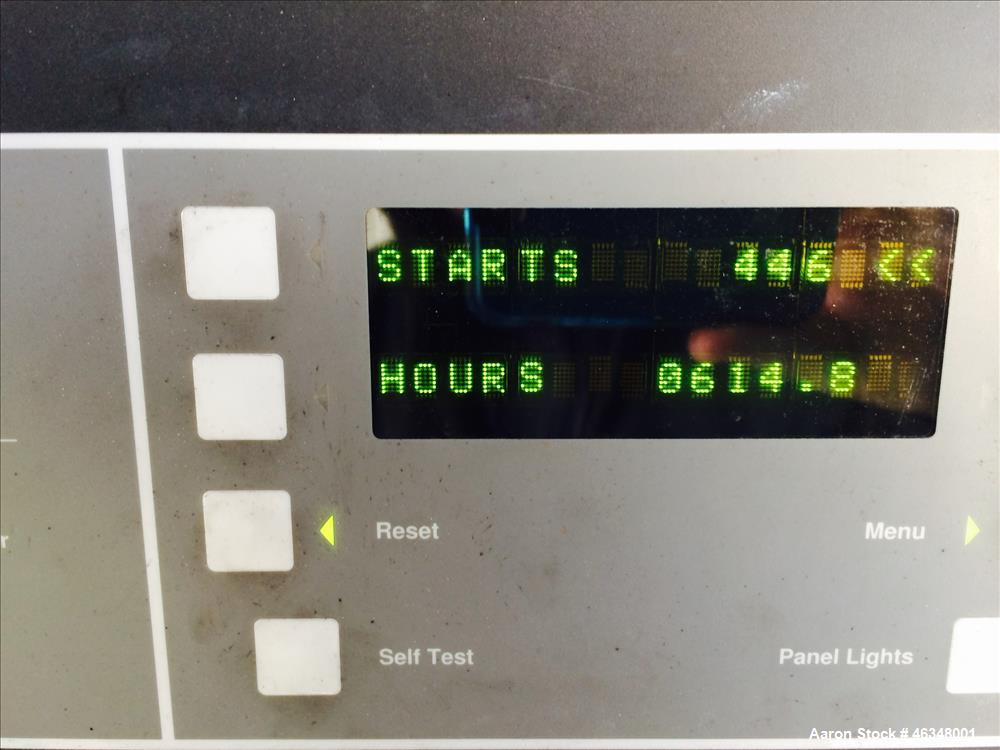 STARTS 446 <<
HOURS 0614.8
r
Reset Menu
Self Test Panel Lights
Aaron Stock # 46348001